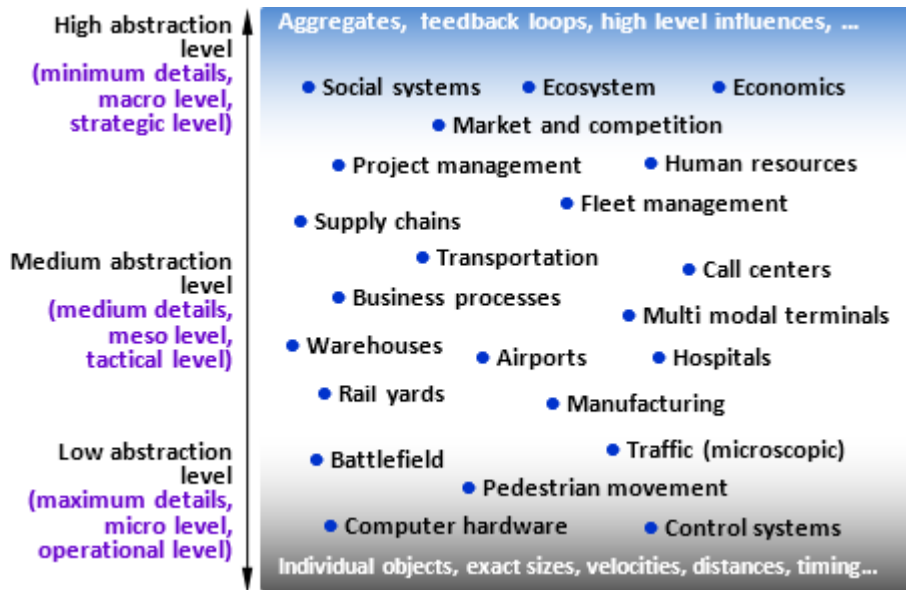 High abstraction
level
(minimum details,
macro level,
strategic level)
Medium abstraction
level
(medium details,
meso level,
tactical level)
Low abstraction
level
(maximum details,
micro level,
operational level)
Aggregates, feedback loops, high level influences, ...
Social systems
Ecosystem
Economics
Market and competition
Project management
Human resources
Fleet management
Supply chains
Transportation
Call centers
Business processes
Multi modal terminals
Warehouses
Airports
Hospitals
Rail yards
Manufacturing
Traffic (microscopic)
Battlefield
Pedestrian movement
Computer hardware
Control systems
Individual objects, exact sizes, velocities, distances, timing...